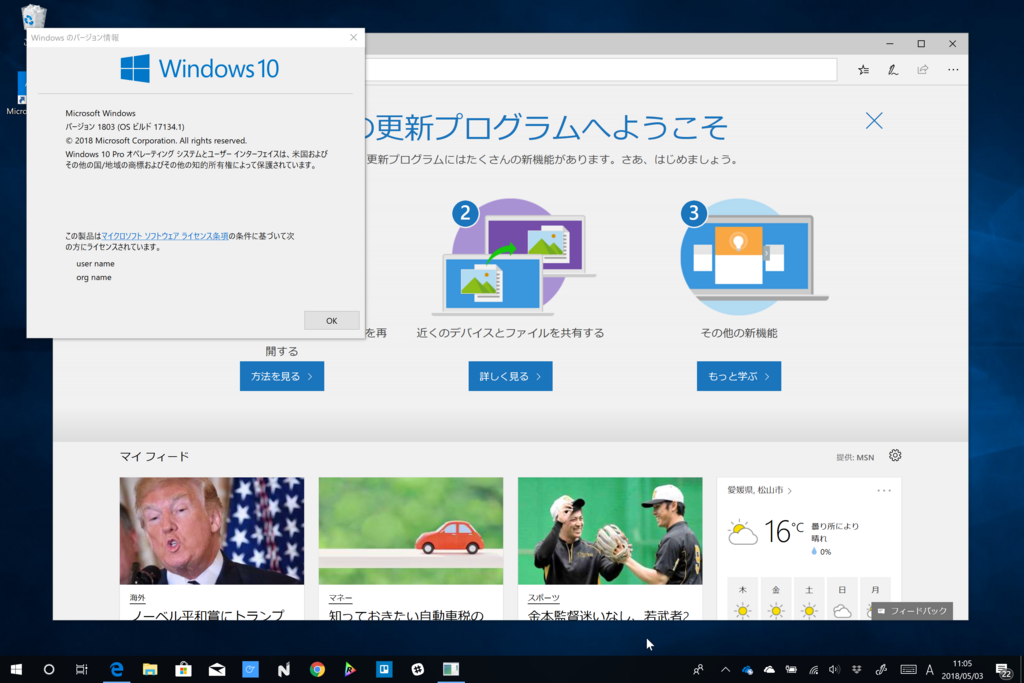 Micro
Windows のバージョン情報
Windows 10
Microsoft Windows
バージョン 1803 (OS ビルド 17134.1)
© 2018 Microsoft Corporation. All rights reserved.
Windows 10 Pro オペレーティング システムとユーザー インターフェイスは、米国および
その他の国/地域の商標およびその他の知的所有権によって保護されています。
この製品はマイクロソフト ソフトウェア ライセンス条項の条件に基づいて次
の方にライセンスされています。
user name
org name
OK
更新プログラムへようこそ
更新プログラムにはたくさんの新機能があります。さあ、はじめましょう。
2
3
を再
開する
近くのデバイスとファイルを共有する
その他の新機能
方法を見る
詳しく見る
もっと学ぶ
マイ フィード
提供: MSN
海外
ノーベル平和賞にトランプ
マネー
知っておきたい自動車税の
スポーツ
金本監督迷いなし、若武者2
愛媛県, 松山市
16℃
曇り所により
晴れ
0%
木 金 土 日 月
フィードバック
A
11:05
2018/05/03
22